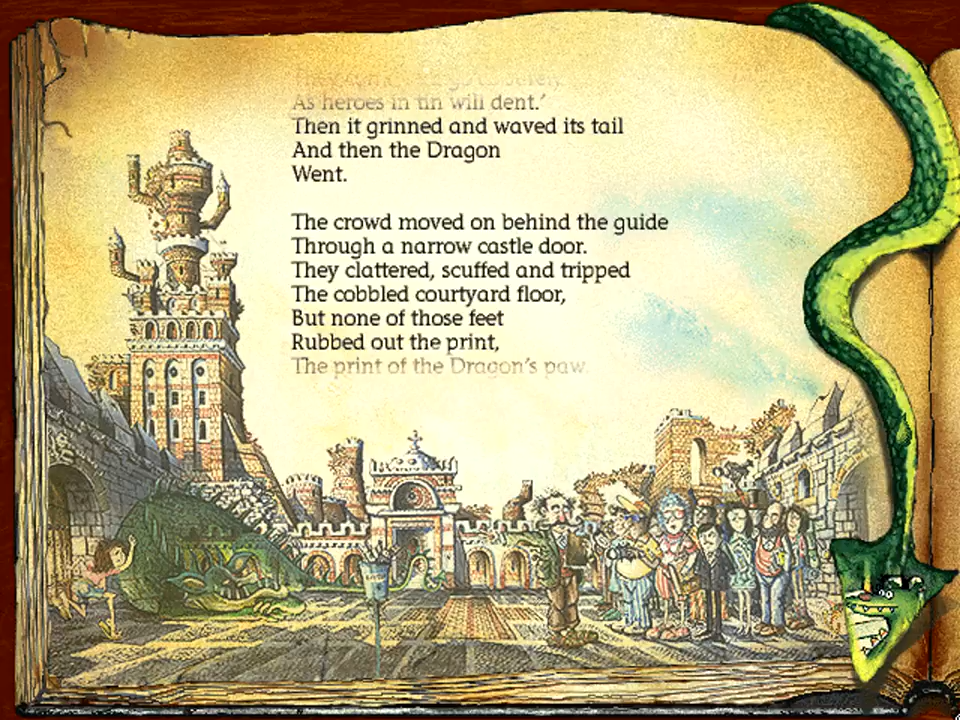 As heroes in tin will dent.'
Then it grinned and waved its tail
And then the Dragon
Went.
The crowd moved on behind the guide
Through a narrow castle door.
They clattered, scuffed and tripped
The cobbled courtyard floor,
But none of those feet
Rubbed out the print,
The print of the Dragon's paw.